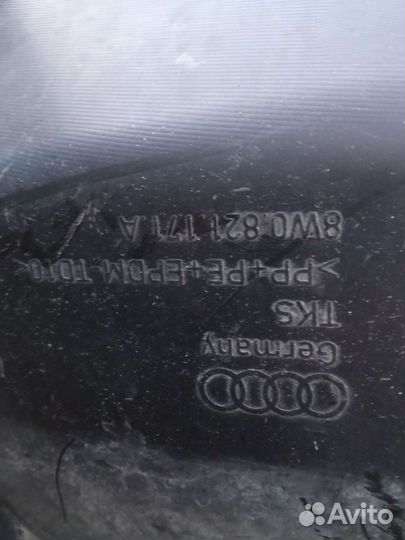 8W0.821.171 A
>PP+PE+EPDM TD10<
TKS
Germany
Avito